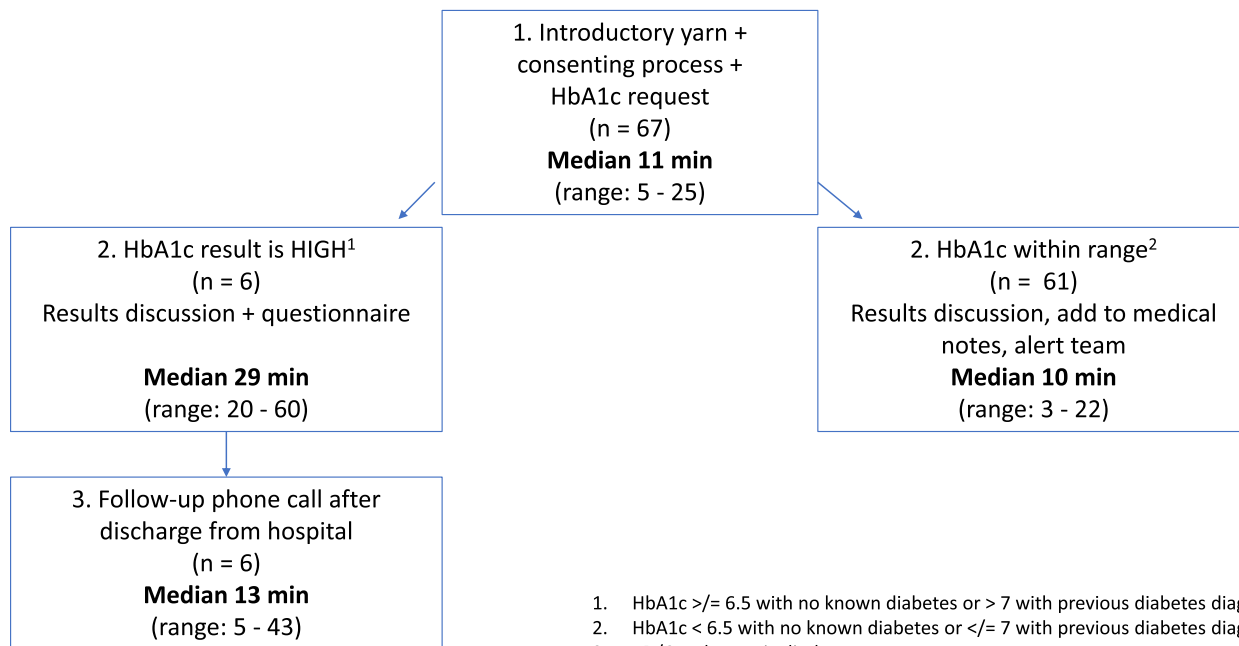 1. Introductory yarn +
consenting process +
HbA1c request
(n = 67)
Median 11 min
(range: 5 - 25)
2. HbA1c result is HIGH1
(n = 6)
Results discussion + questionnaire
Median 29 min
(range: 20 - 60)
2. HbA1c within range2
(n = 61)
Results discussion, add to medical
notes, alert team
Median 10 min
(range: 3 - 22)
3. Follow-up phone call after
discharge from hospital
(n = 6)
Median 13 min
(range: 5 - 43)
1. HbA1c >/= 6.5 with no known diabetes or > 7 with previous diabetes
2. HbA1c < 6.5 with no known diabetes or </= 7 with previous diabetes